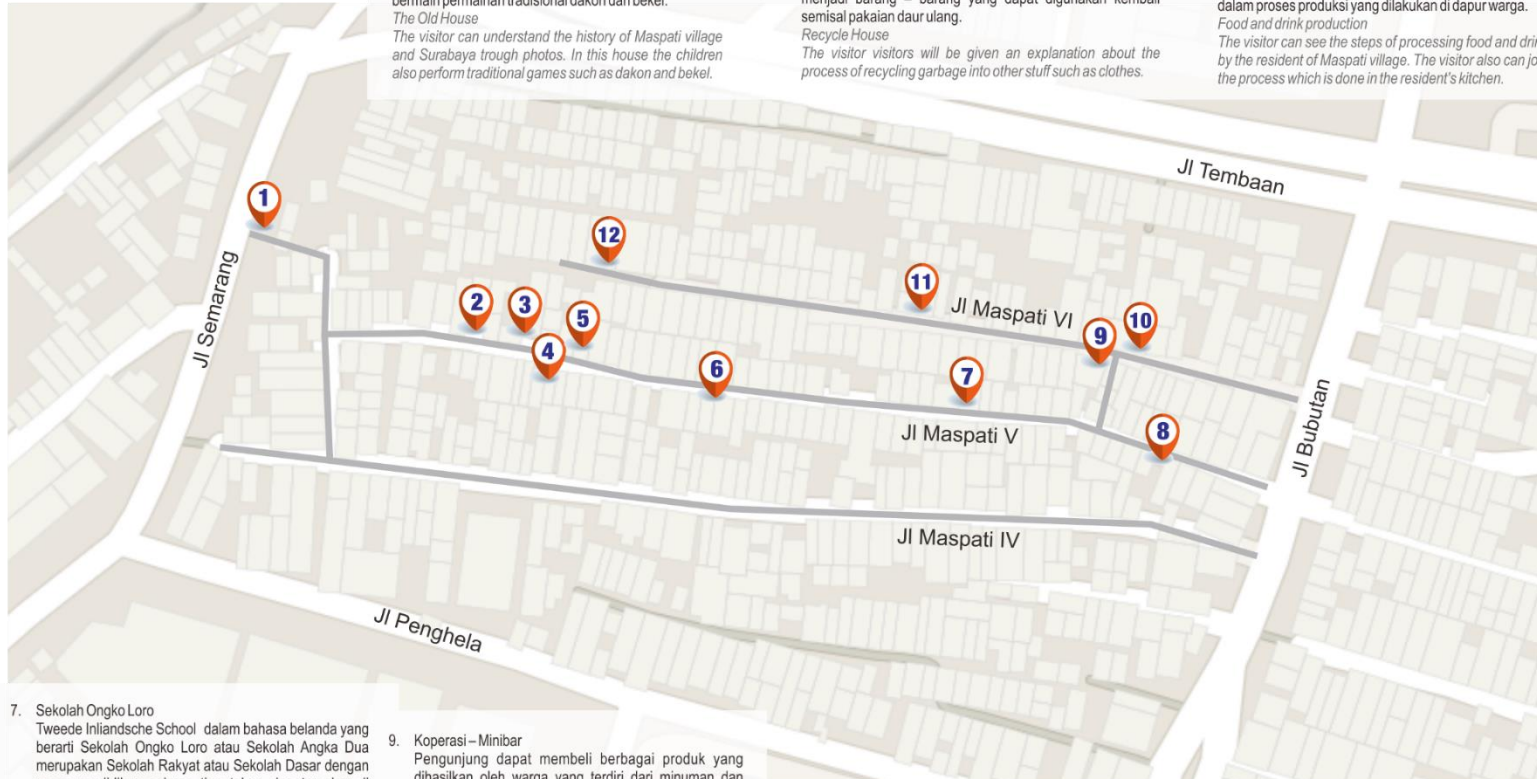 bermain permainan tradisional dakon dan bekel.
The Old House
The visitor can understand the history of Maspati village
and Surabaya trough photos. In this house the children
also perform traditional games such as dakon and bekel.
menjadi barang – barang yang dapat digunakan kembali
semisal pakaian daur ulang.
Recycle House
The visitor visitors will be given an explanation about the
process of recycling garbage into other stuff such as clothes.
dalam proses produksi yang dilakukan di dapur warga.
Food and drink production
The visitor can see the steps of processing food and
by the resident of Maspati village. The visitor also can
the process which is done in the resident's kitchen.
Jl Tembaan
1
12
Jl Semarang
2
3
5
4
6
11
Jl Maspati VI
9
10
7
Jl Maspati V
8
Jl Bubutan
Jl Maspati IV
Jl Penghela
7. Sekolah Ongko Loro
Tweede Inliandsche School dalam bahasa belanda yang
berarti Sekolah Ongko Loro atau Sekolah Angka Dua
merupakan Sekolah Rakyat atau Sekolah Dasar dengan
9. Koperasi – Minibar
Pengunjung dapat membeli berbagai produk yang
dihasilkan oleh warga yang terdiri dari minuman dan